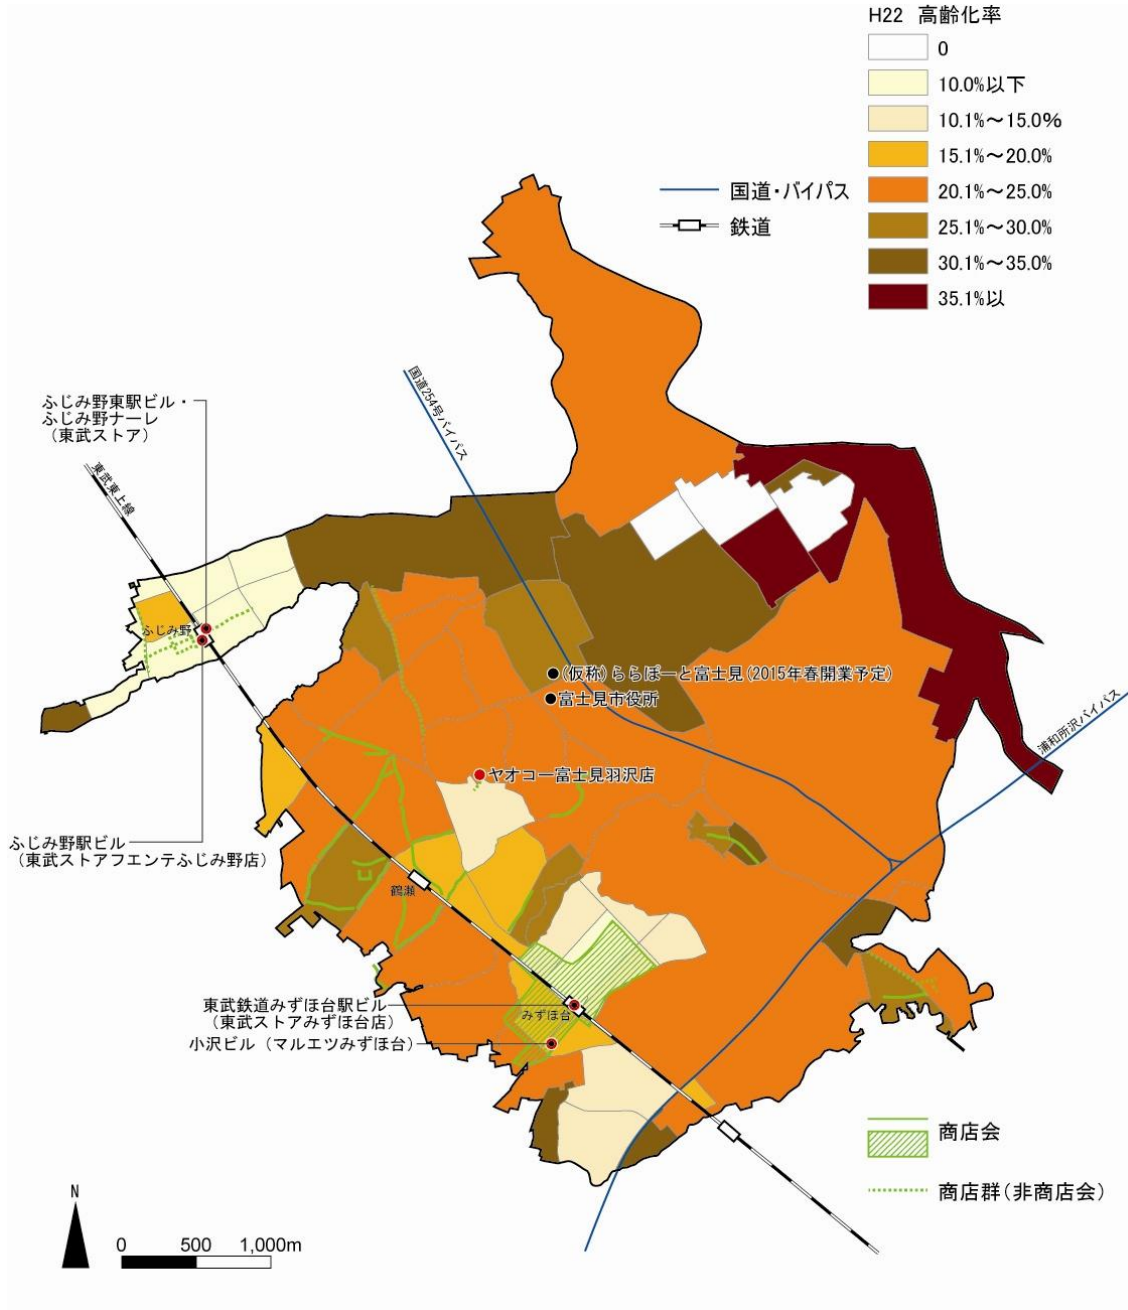 H22 高齢化率
0
10.0%以下
10.1%～15.0%
15.1%～20.0%
20.1%～25.0%
25.1%～30.0%
30.1%～35.0%
35.1%以
国道・バイパス
鉄道
国道254号バイパス
ふじみ野東駅ビル・
ふじみ野ナーレ
（東武ストア）
東武東上線
ふじみ野
(仮称)ららぽーと富士見(2015年春開業予定)
富士見市役所
浦和所沢バイパス
ヤオコー富士見羽沢店
ふじみ野駅ビル
（東武ストアフエンテふじみ野店）
鶴瀬
東武鉄道みずほ台駅ビル
（東武ストアみずほ台店）
みずほ台
小沢ビル（マルエツみずほ台）
商店会
商店群（非商店会）
N
0 500 1,000m